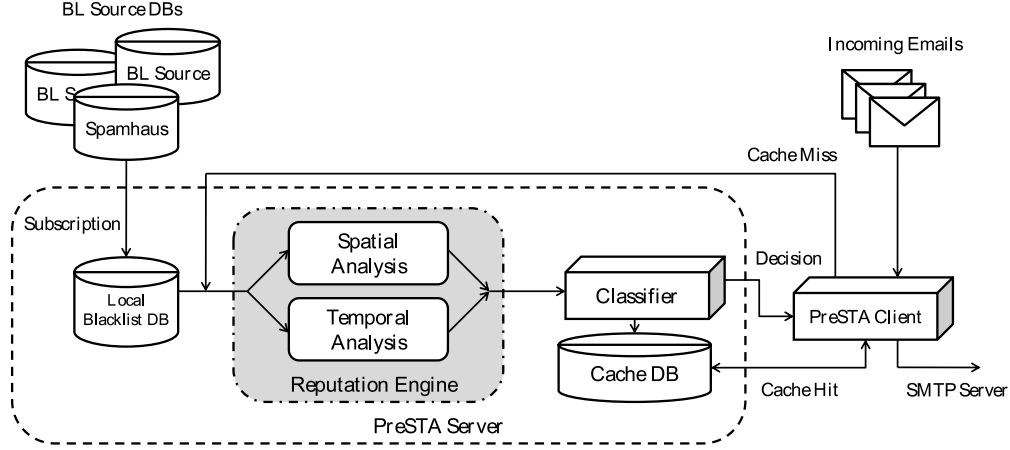 BL Source DBs
BL Source
BL S
Spamhaus
Incoming Emails
Cache Miss
Subscription
Spatial
Analysis
Decision
Local
Blacklist DB
Classifier
PreSTA Client
Temporal
Analysis
Cache DB
Reputation Engine
Cache Hit
SMTP Server
PreSTA Server